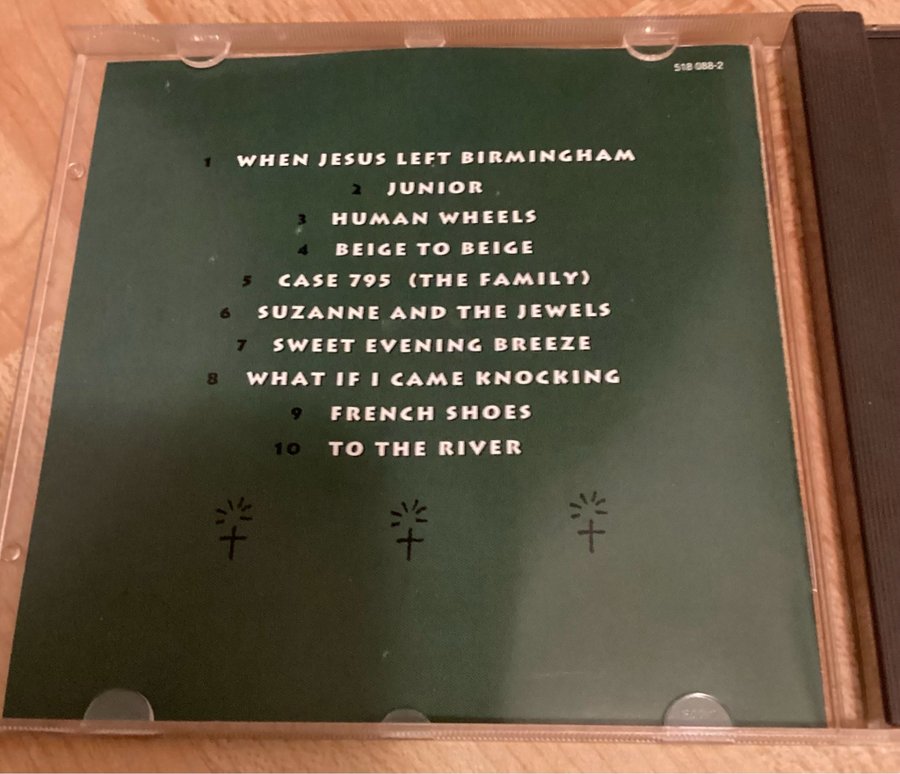 518 088-2
1 WHEN JESUS LEFT BIRMINGHAM
2 JUNIOR
3 HUMAN WHEELS
4 BEIGE TO BEIGE
5 CASE 795 (THE FAMILY)
6 SUZANNE AND THE JEWELS
7 SWEET EVENING BREEZE
8 WHAT IF I CAME KNOCKING
9 FRENCH SHOES
10 TO THE RIVER